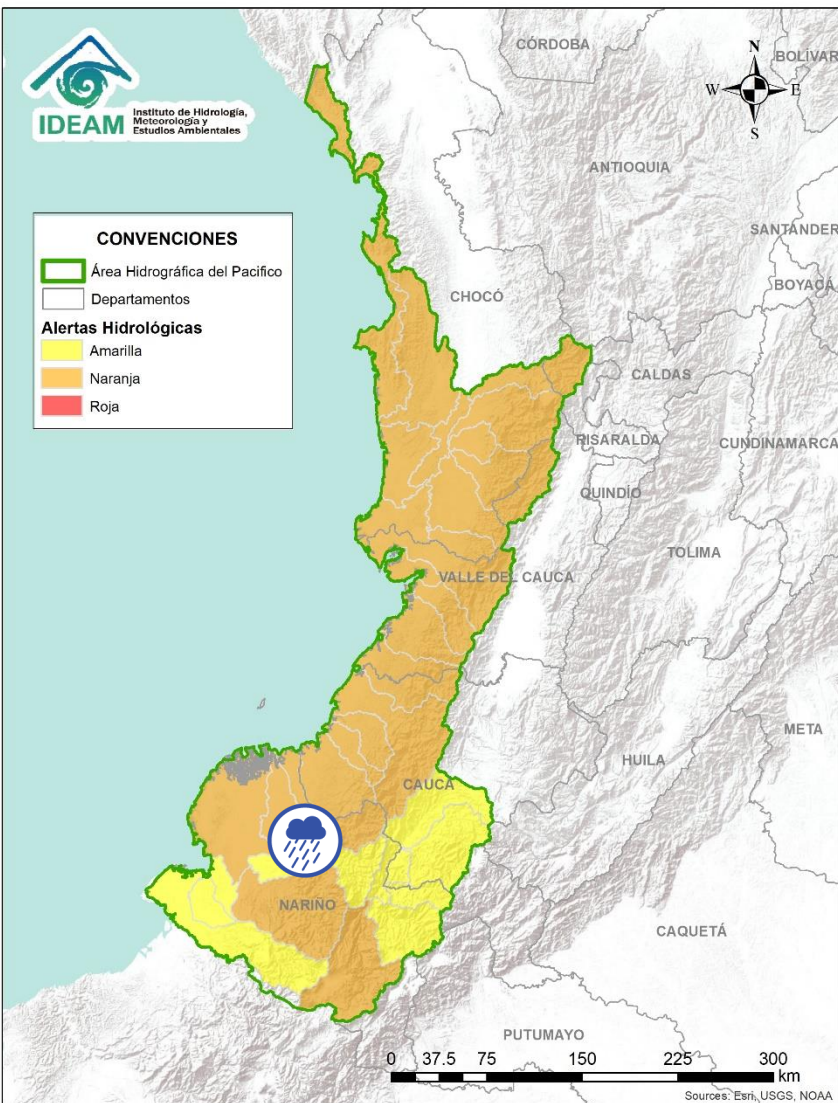 IDEAM
Instituto de Hidrología,
Meteorología y
Estudios Ambientales
CÓRDOBA
BOLÍVAR
N
W
E
S
ANTIOQUIA
SANTANDER
BOYACÁ
CONVENCIONES
Área Hidrográfica del Pacifico
Departamentos
Alertas Hidrológicas
Amarilla
Naranja
Roja
CHOCÓ
CALDAS
RISARALDA
CUNDINAMARCA
QUINDÍO
TOLIMA
VALLE DEL CAUCA
META
HUILA
CAUCA
NARIÑO
CAQUETÁ
PUTUMAYO
0 37.5 75 150 225 300
km
Sources: Esri, USGS, NOAA